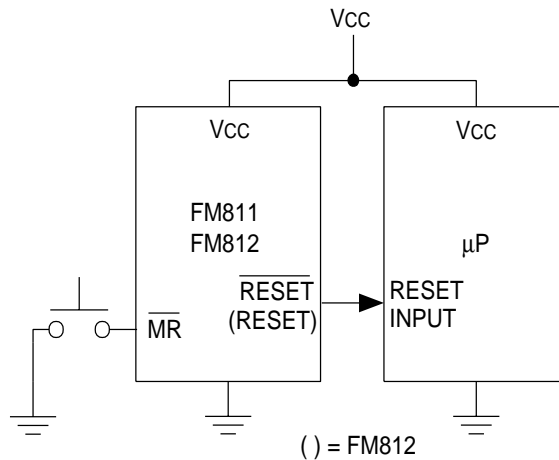 VCC
VCC
VCC
FM811
FM812
μP
RESET
(RESET)
RESET
INPUT
MR
( ) = FM812